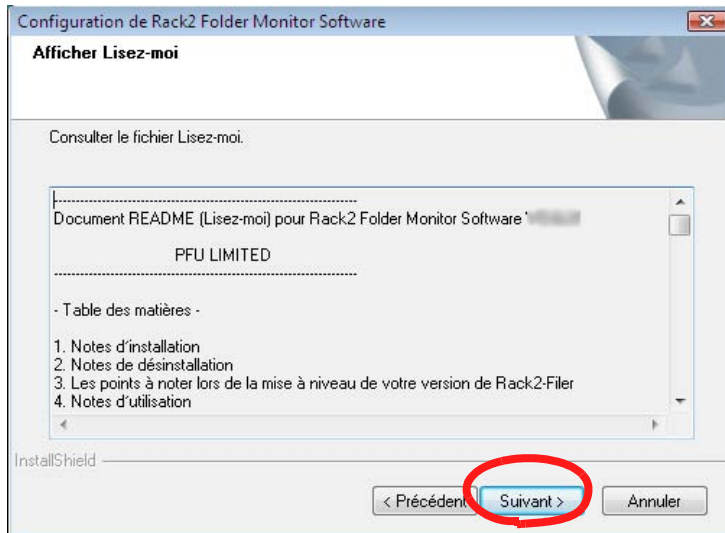 Configuration de Rack2 Folder Monitor Software
Afficher Lisez-moi
Consulter le fichier Lisez-moi.
Document README (Lisez-moi) pour Rack2 Folder Monitor Software
PFU LIMITED
- Table des matières -
1. Notes d'installation
2. Notes de désinstallation
3. Les points à noter lors de la mise à niveau de votre version de Rack2-Filer
4. Notes d'utilisation
InstallShield
< Précédent
Suivant >
Annuler